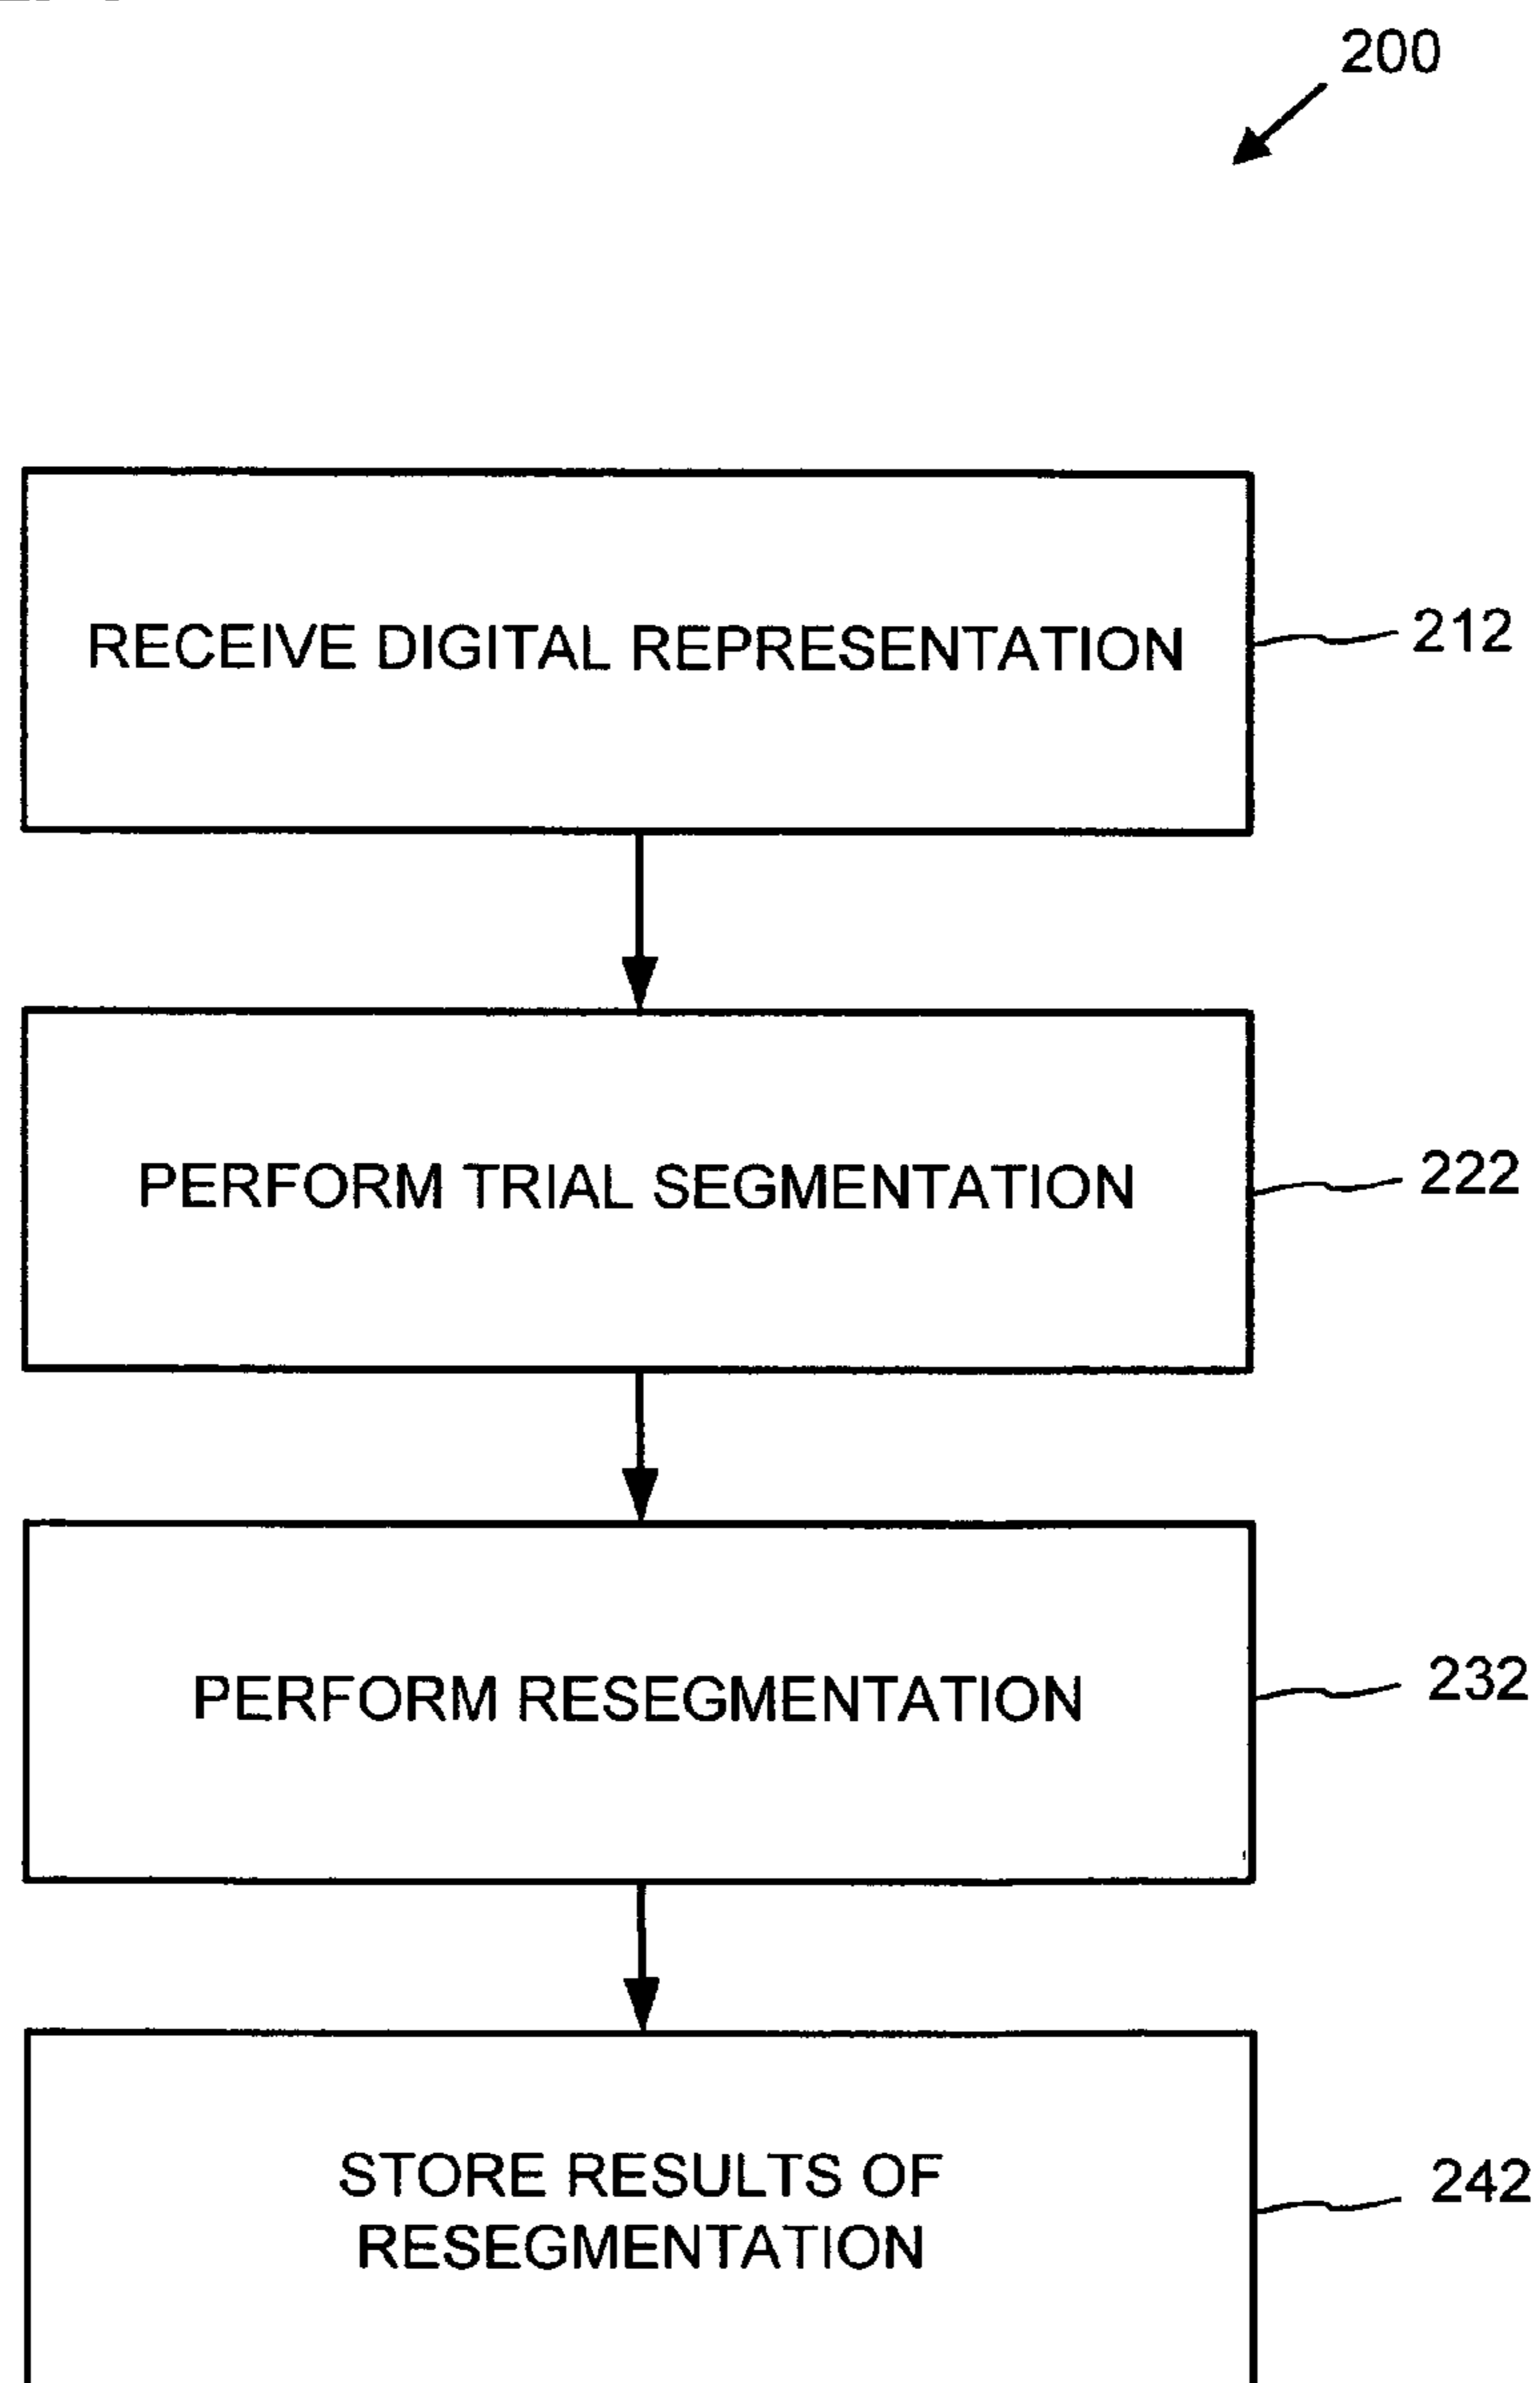 200
RECEIVE DIGITAL REPRESENTATION
212
PERFORM TRIAL SEGMENTATION
222
PERFORM RESEGMENTATION
232
STORE RESULTS OF
RESEGMENTATION
242